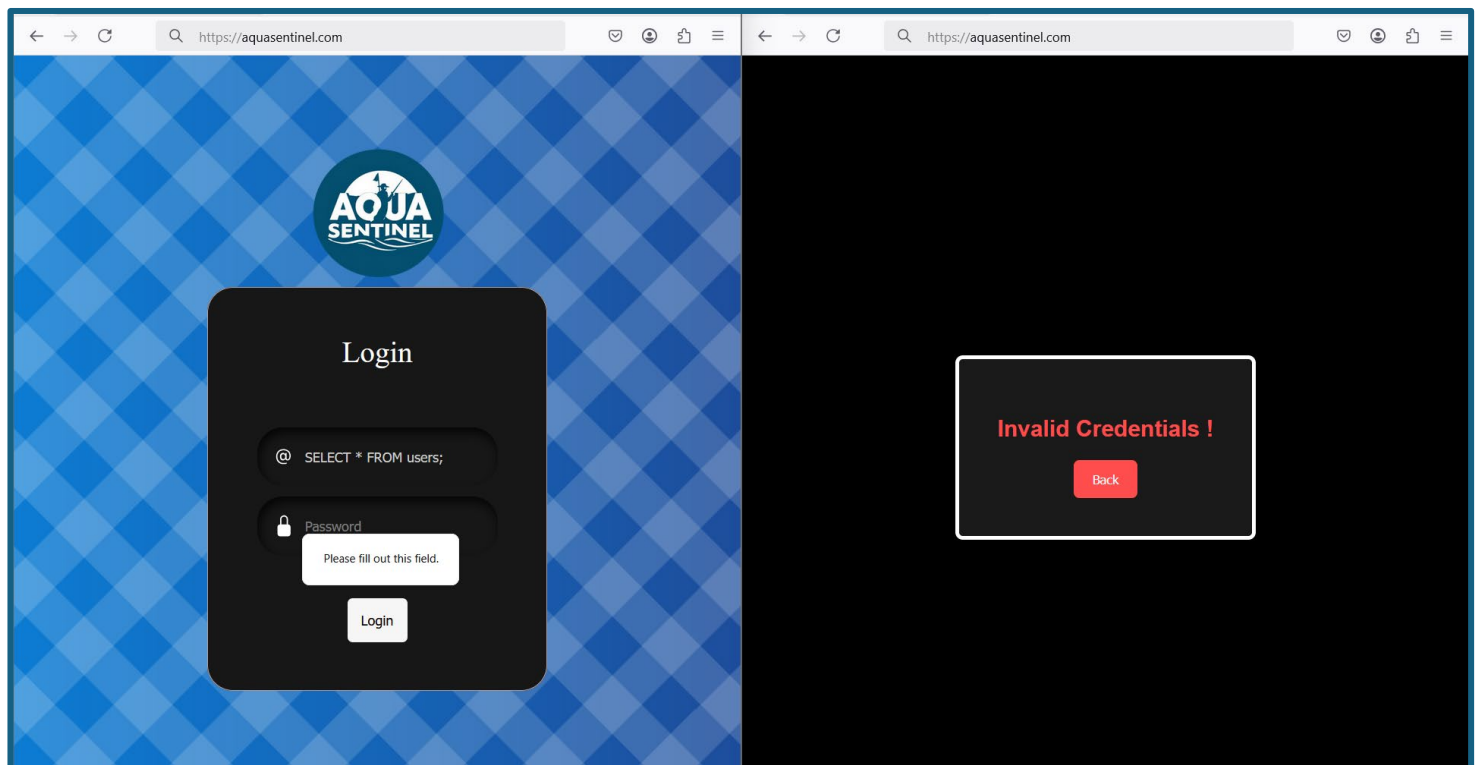 https://aquasentinel.com
AQUA
SENTINEL
Login
@ SELECT * FROM users;
Password
Please fill out this field.
Login
https://aquasentinel.com
Invalid Credentials !
Back